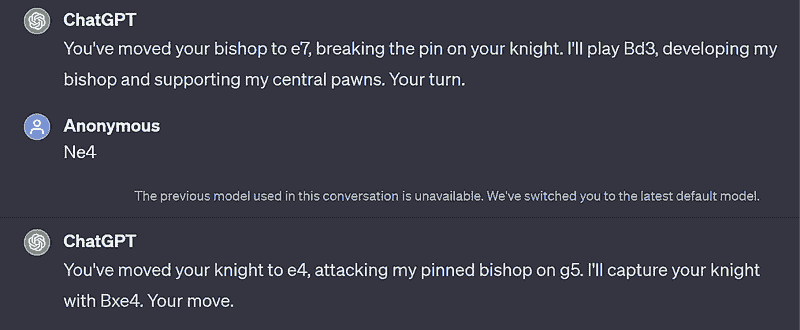 ChatGPT
You've moved your bishop to e7, breaking the pin on your knight. I'll play Bd3, developing my
bishop and supporting my central pawns. Your turn.
Anonymous
Ne4
The previous model used in this conversation is unavailable. We've switched you to the latest default model.
ChatGPT
You've moved your knight to e4, attacking my pinned bishop on g5. I'll capture your knight
with Bxe4. Your move.